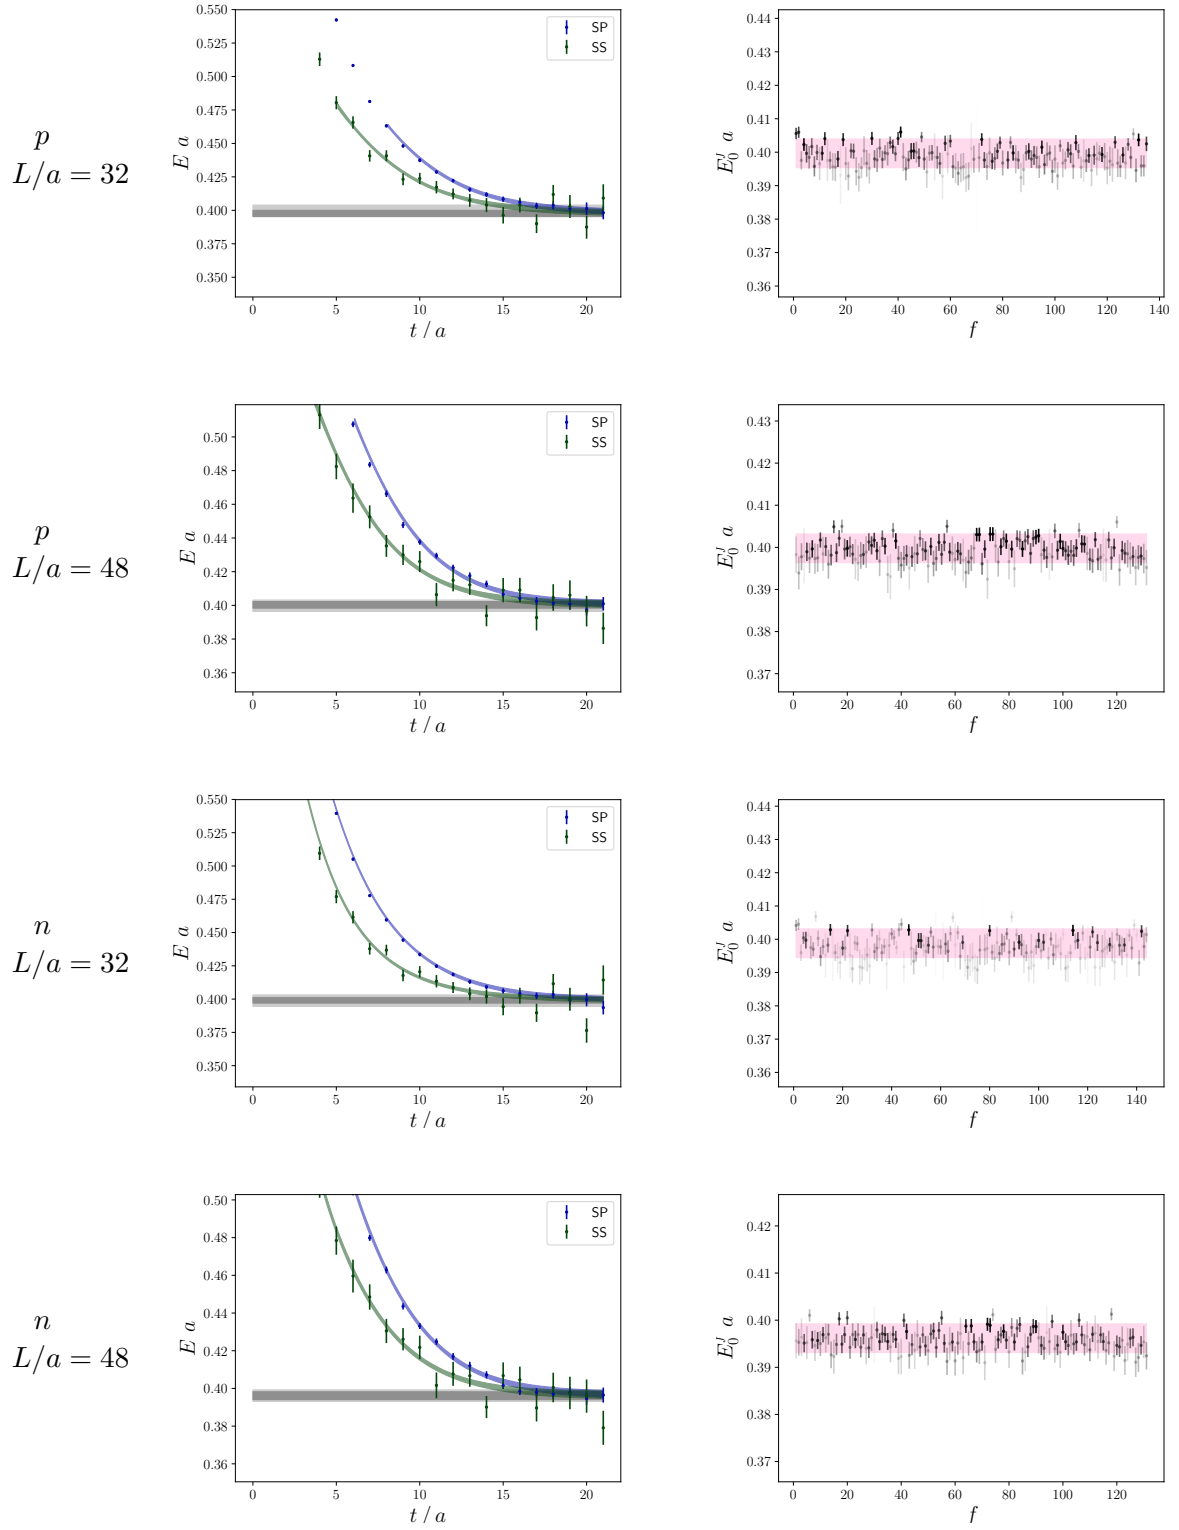 p
L/a = 32
0.550
0.525
0.500
0.475
0.450
0.425
0.400
0.375
0.350
E a
0 5 10 15 20
t / a
SP
SS
0.44
0.43
0.42
0.41
0.40
0.39
0.38
0.37
0.36
E_0^f a
0 20 40 60 80 100 120 140
f
p
L/a = 48
0.50
0.48
0.46
0.44
0.42
0.40
0.38
0.36
E a
0 5 10 15 20
t / a
SP
SS
0.43
0.42
0.41
0.40
0.39
0.38
0.37
E_0^f a
0 20 40 60 80 100 120
f
n
L/a = 32
0.550
0.525
0.500
0.475
0.450
0.425
0.400
0.375
0.350
E a
0 5 10 15 20
t / a
SP
SS
0.44
0.43
0.42
0.41
0.40
0.39
0.38
0.37
0.36
E_0^f a
0 20 40 60 80 100 120 140
f
n
L/a = 48
0.50
0.48
0.46
0.44
0.42
0.40
0.38
0.36
E a
0 5 10 15 20
t / a
SP
SS
0.42
0.41
0.40
0.39
0.38
0.37
E_0^f a
0 20 40 60 80 100 120
f